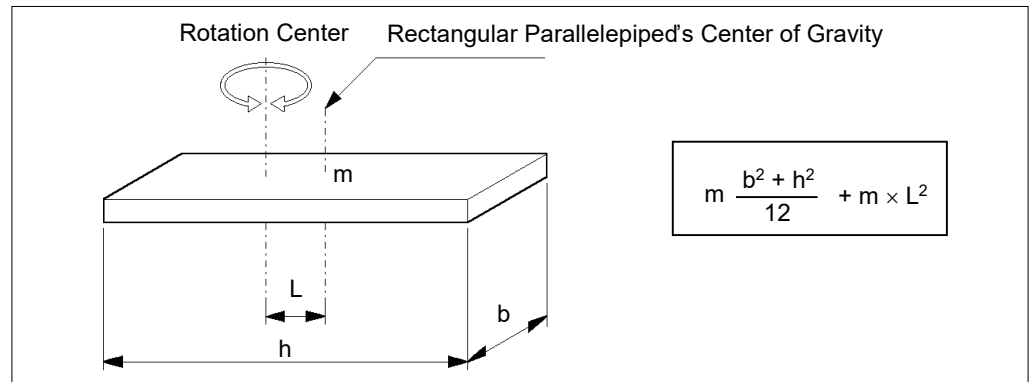 Rotation Center
Rectangular Parallelepiped's Center of Gravity
m
m b² + h² / 12 + m × L²
L
b
h